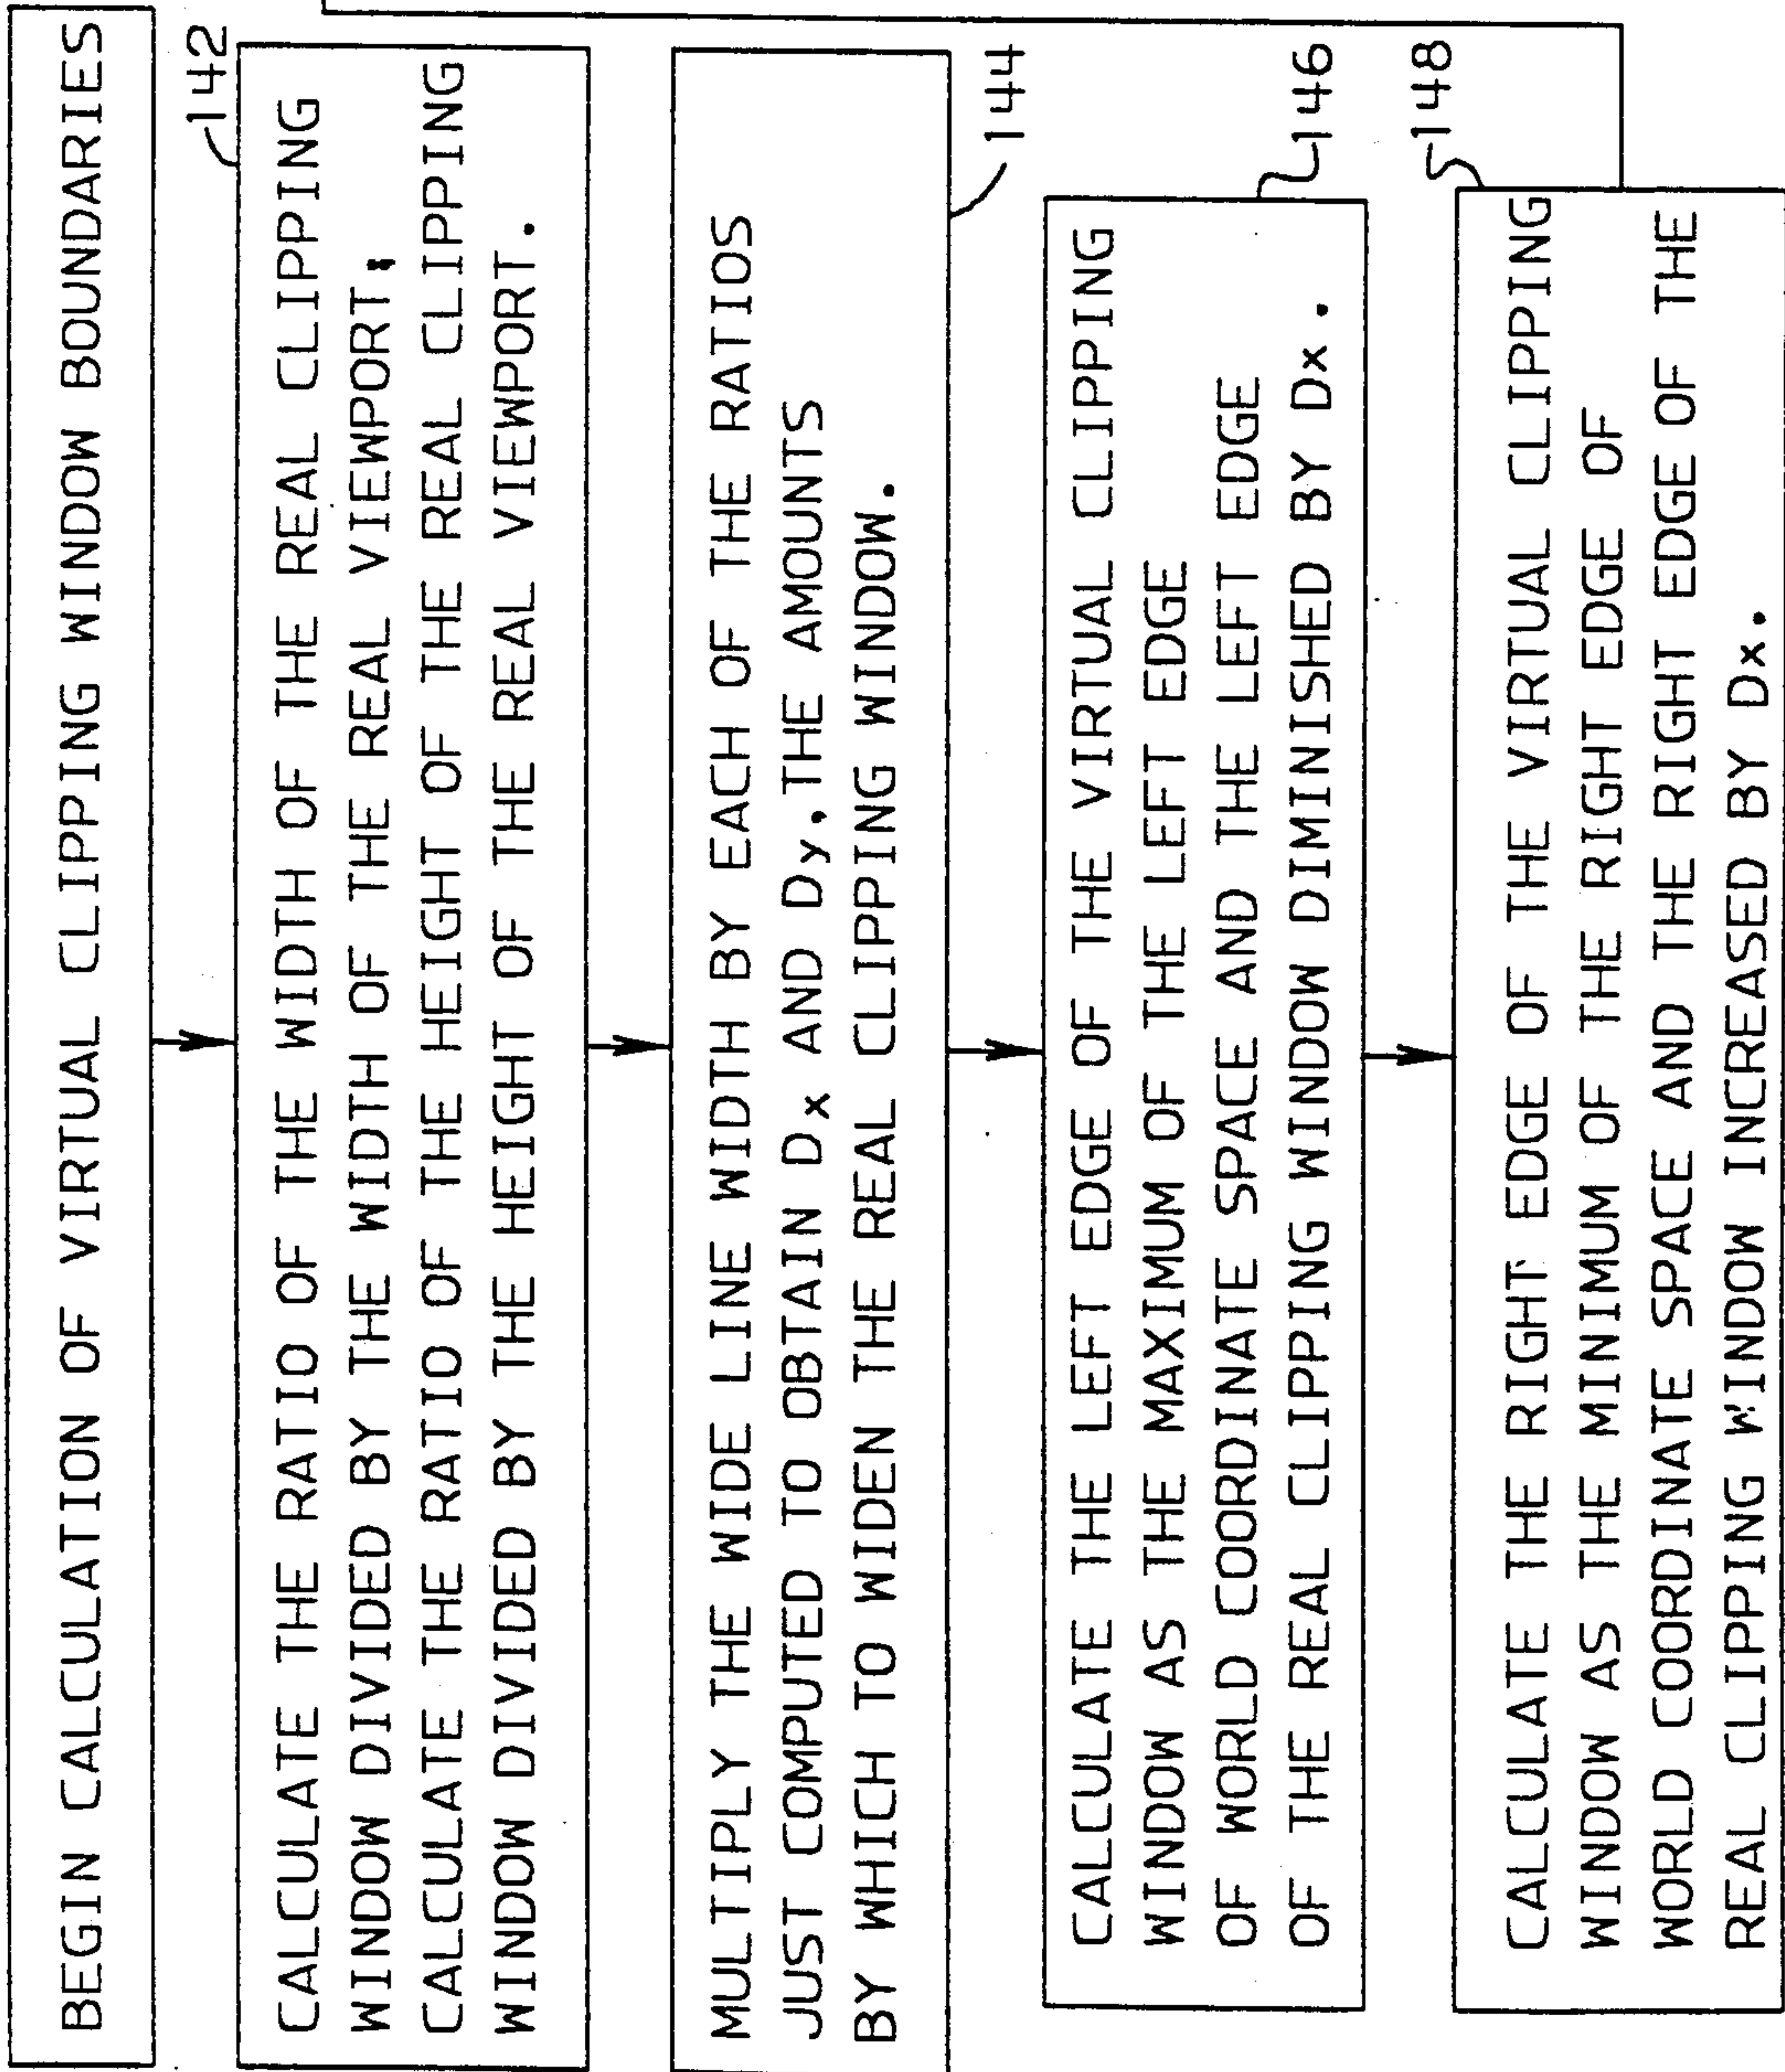 BEGIN CALCULATION OF VIRTUAL CLIPPING WINDOW BOUNDARIES
142
CALCULATE THE RATIO OF THE WIDTH OF THE REAL CLIPPING
WINDOW DIVIDED BY THE WIDTH OF THE REAL VIEWPORT;
CALCULATE THE RATIO OF THE HEIGHT OF THE REAL CLIPPING
WINDOW DIVIDED BY THE HEIGHT OF THE REAL VIEWPORT.
MULTIPLY THE WIDE LINE WIDTH BY EACH OF THE RATIOS
JUST COMPUTED TO OBTAIN Dx AND Dy, THE AMOUNTS
BY WHICH TO WIDEN THE REAL CLIPPING WINDOW.
144
CALCULATE THE LEFT EDGE OF THE VIRTUAL CLIPPING
WINDOW AS THE MAXIMUM OF THE LEFT EDGE
OF WORLD COORDINATE SPACE AND THE LEFT EDGE
OF THE REAL CLIPPING WINDOW DIMINISHED BY Dx.
146
148
CALCULATE THE RIGHT EDGE OF THE VIRTUAL CLIPPING
WINDOW AS THE MINIMUM OF THE RIGHT EDGE OF
WORLD COORDINATE SPACE AND THE RIGHT EDGE OF THE
REAL CLIPPING WINDOW INCREASED BY Dx.